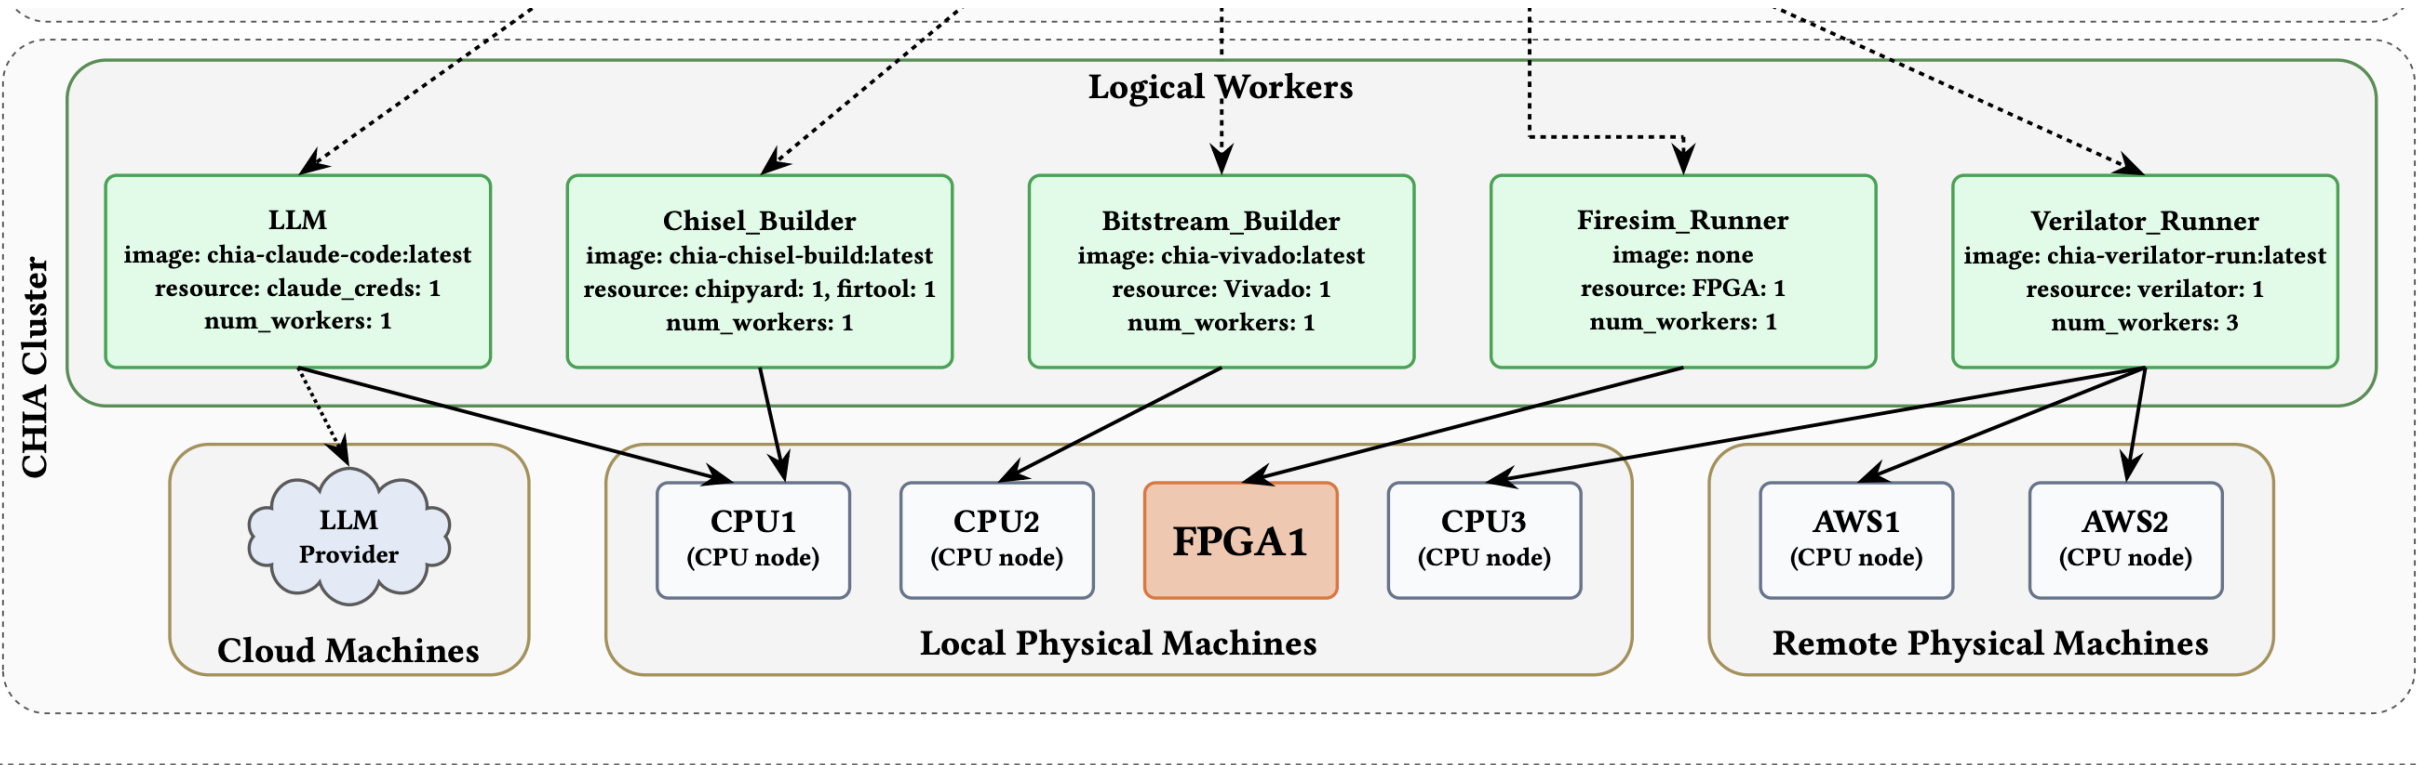 CHIA Cluster
Logical Workers
LLM
image: chia-claude-code:latest
resource: claude_creds: 1
num_workers: 1
Chisel_Builder
image: chia-chisel-build:latest
resource: chipyard: 1, firtool: 1
num_workers: 1
Bitstream_Builder
image: chia-vivado:latest
resource: Vivado: 1
num_workers: 1
Firesim_Runner
image: none
resource: FPGA: 1
num_workers: 1
Verilator_Runner
image: chia-verilator-run:latest
resource: verilator: 1
num_workers: 3
LLM
Provider
Cloud Machines
CPU1
(CPU node)
CPU2
(CPU node)
FPGA1
CPU3
(CPU node)
Local Physical Machines
AWS1
(CPU node)
AWS2
(CPU node)
Remote Physical Machines